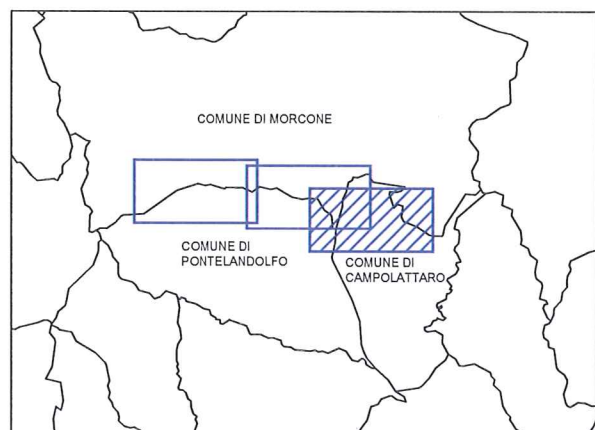 COMUNE DI MORCONE
COMUNE DI
PONTELANDOLFO
COMUNE DI
CAMPOLATTARO